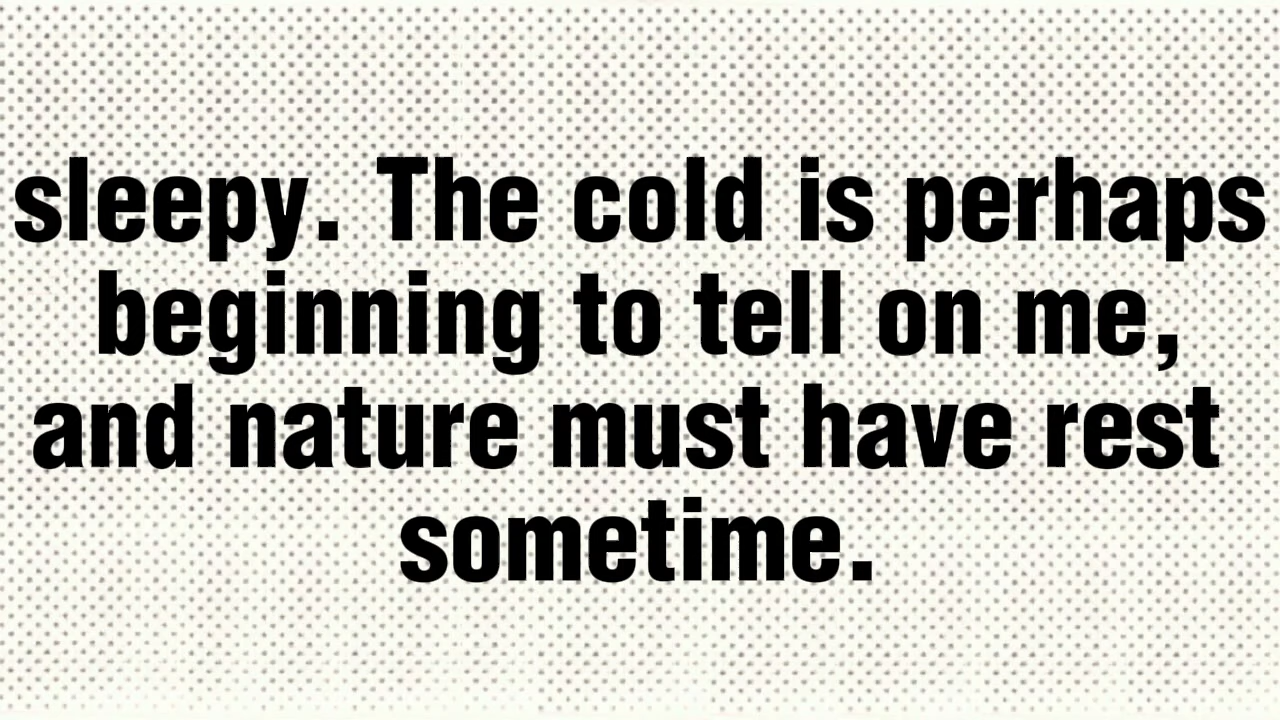 sleepy. The cold is perhaps
beginning to tell on me,
and nature must have rest
sometime.